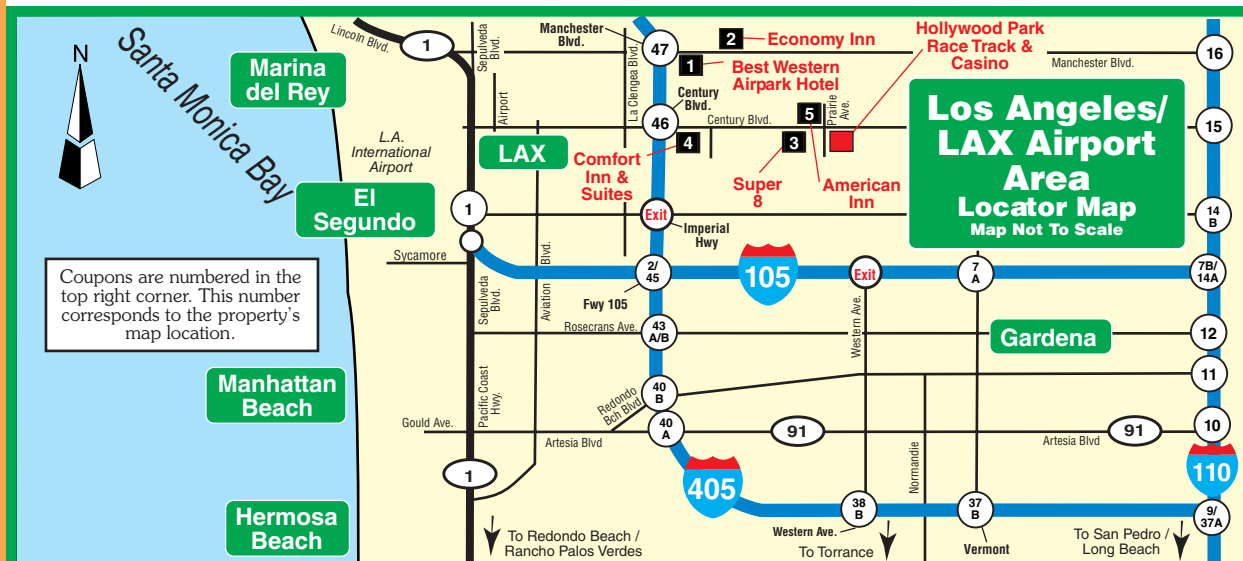 N
Santa Monica Bay
Marina
del Rey
Lincoln Blvd.
1
Sepulveda
Blvd.
Airport
Manchester
Blvd.
47
La Clengea Blvd.
2
Economy Inn
1
Best Western
Airpark Hotel
Hollywood Park
Race Track &
Casino
Manchester Blvd.
16
Century
Blvd.
46
Century Blvd.
5
Prairie
Ave.
15
L.A.
International
Airport
LAX
4
Comfort
Inn &
Suites
3
Super
8
American
Inn
Los Angeles/
LAX Airport
Area
Locator Map
Map Not To Scale
El
Segundo
1
Exit
Imperial
Hwy
14
B
Sycamore
Coupons are numbered in the
top right corner. This number
corresponds to the property's
map location.
Sepulveda
Blvd.
Aviation Blvd.
2/
45
Fwy 105
105
Exit
7
A
7B/
14A
Rosecrans Ave.
43
A/B
Western Ave.
Gardena
12
Manhattan
Beach
Pacific Coast
Hwy.
40
B
Redondo
Bch Blvd
11
Gould Ave.
Artesia Blvd
40
A
91
Artesia Blvd
91
10
1
405
Normandie
110
Hermosa
Beach
38
B
Western Ave.
37
B
Vermont
9/
37A
To Redondo Beach /
Rancho Palos Verdes
To Torrance
To San Pedro /
Long Beach